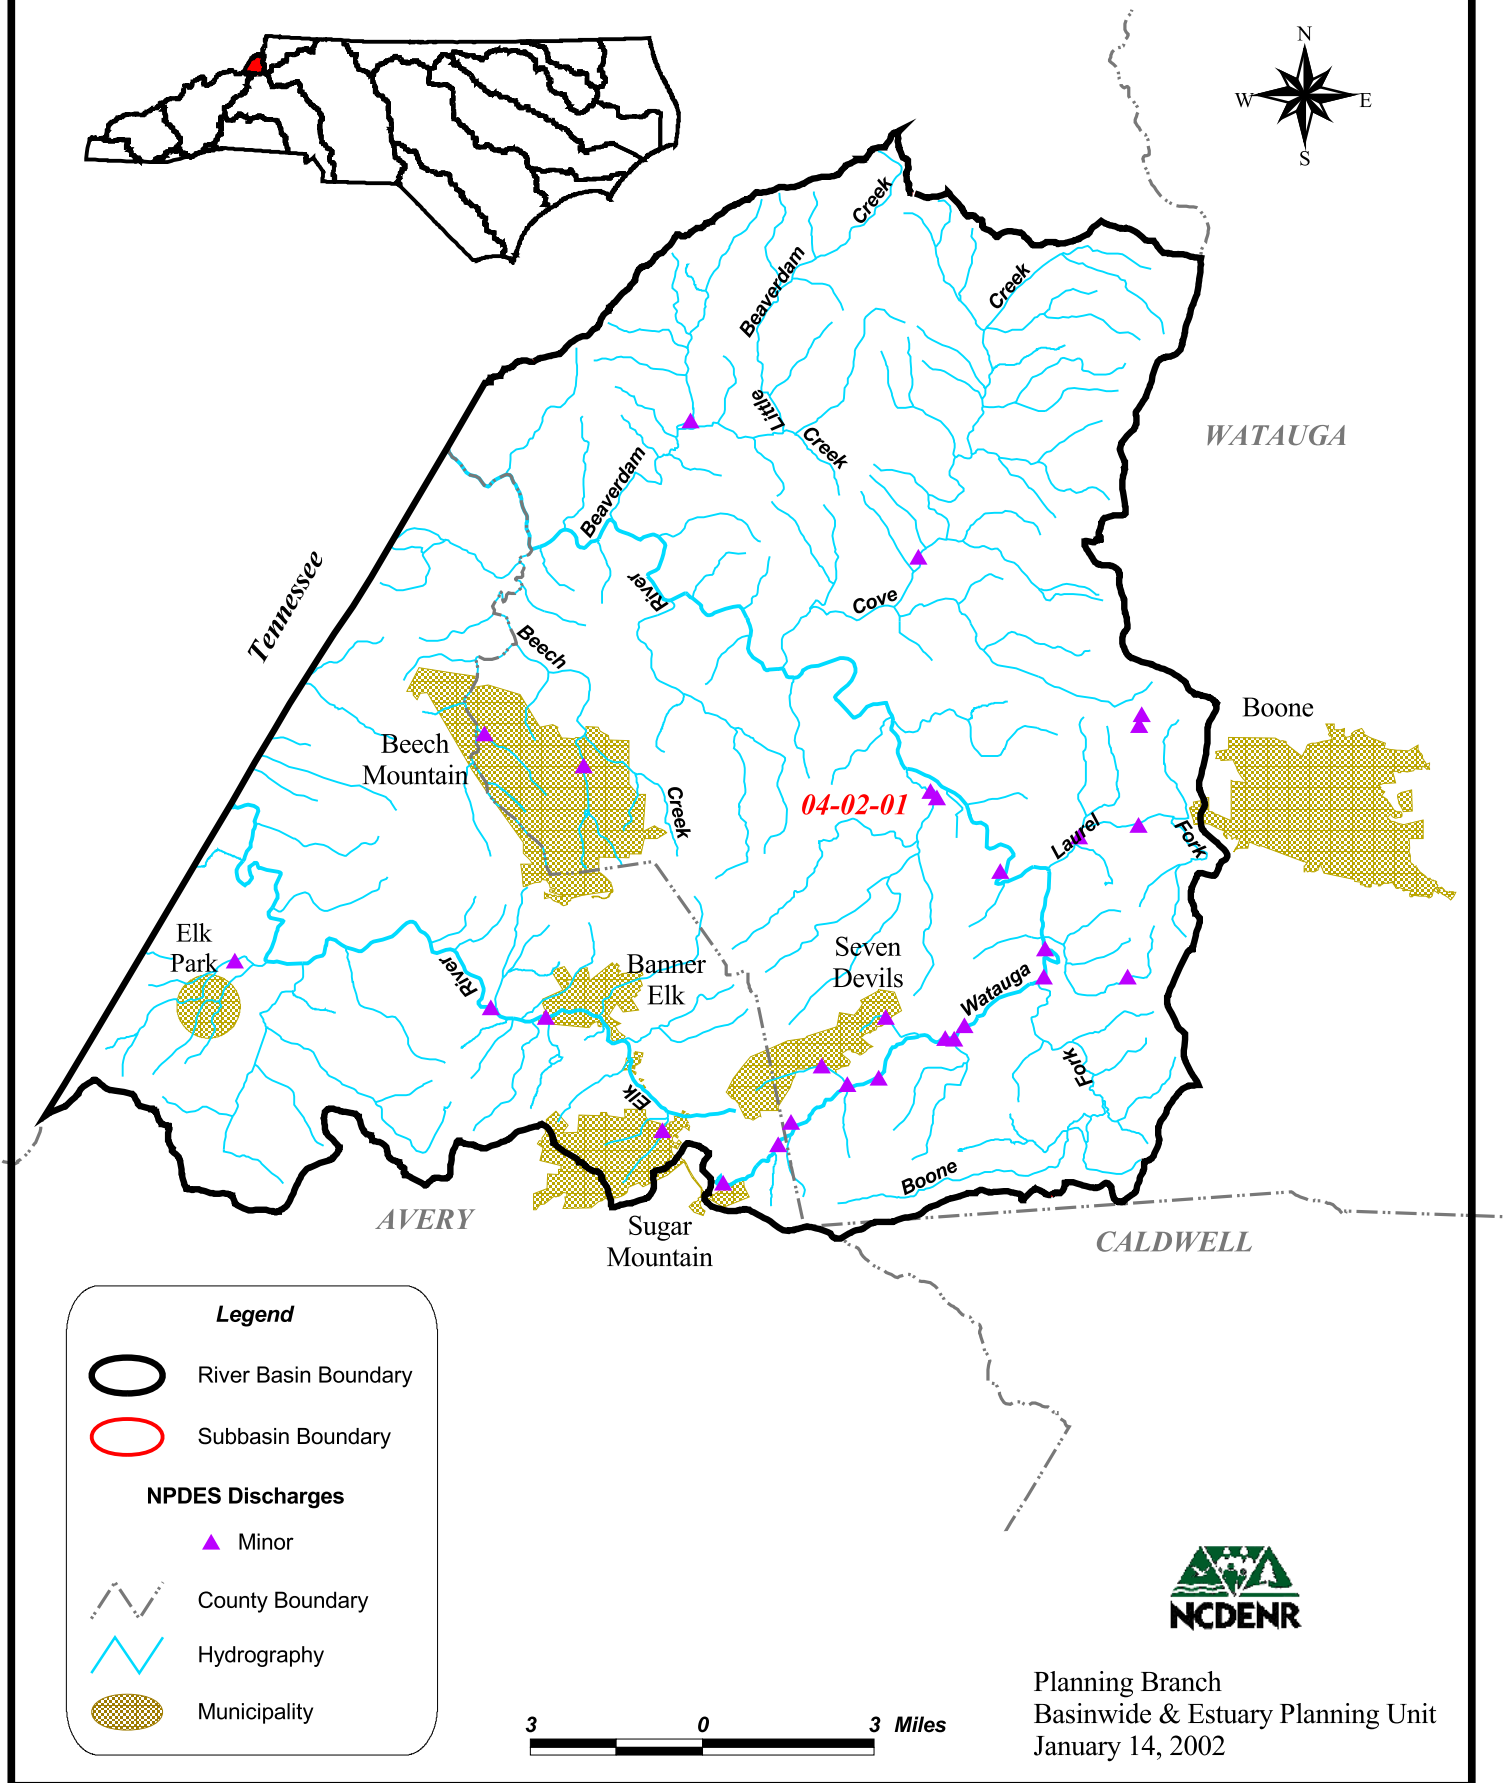 N
W
E
S
Creek
Beaverdam
Creek
Little
Creek
WATAUGA
Beaverdam
Tennessee
River
Cove
Beech
Boone
Beech
Mountain
Creek
04-02-01
Laurel
Fork
Elk
Park
River
Banner
Elk
Seven
Devils
Watauga
Fork
Elk
Boone
AVERY
Sugar
Mountain
CALDWELL
Legend
River Basin Boundary
Subbasin Boundary
NPDES Discharges
Minor
County Boundary
Hydrography
Municipality
NCDENR
3 0 3 Miles
Planning Branch
Basinwide & Estuary Planning Unit
January 14, 2002